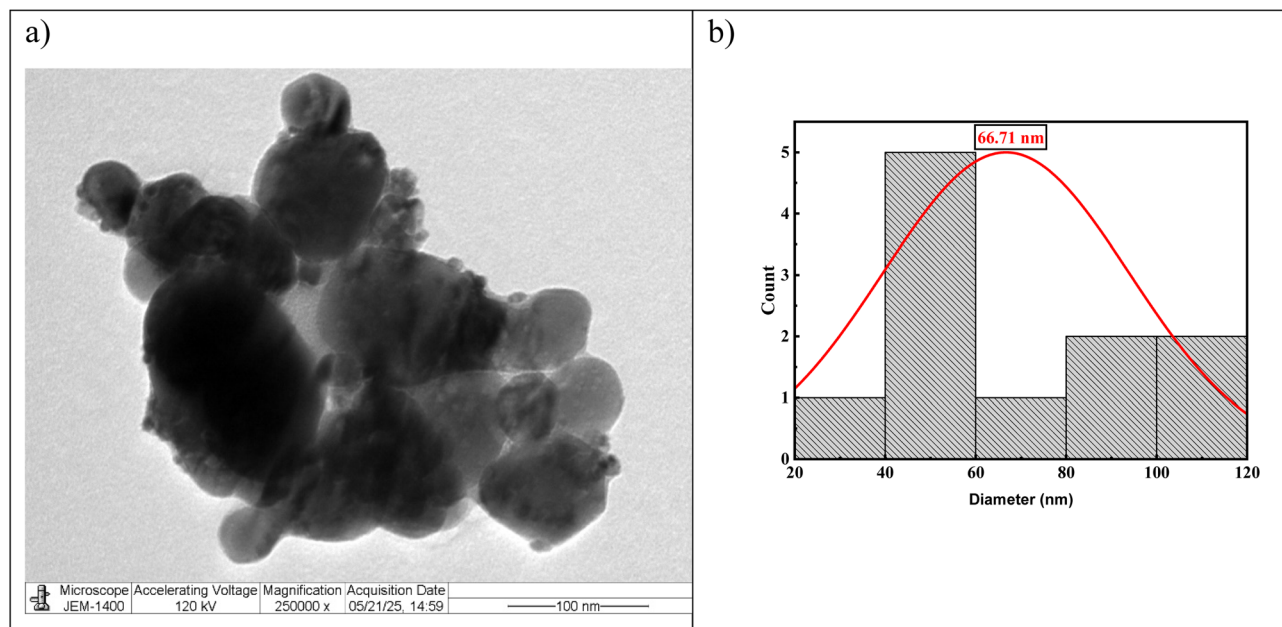 a)
Microscope Accelerating Voltage Magnification Acquisition Date
JEM-1400 120 kV 250000 x 05/21/25, 14:59 100 nm
b)
66.71 nm
5
4
3
2
1
0
Count
20 40 60 80 100 120
Diameter (nm)